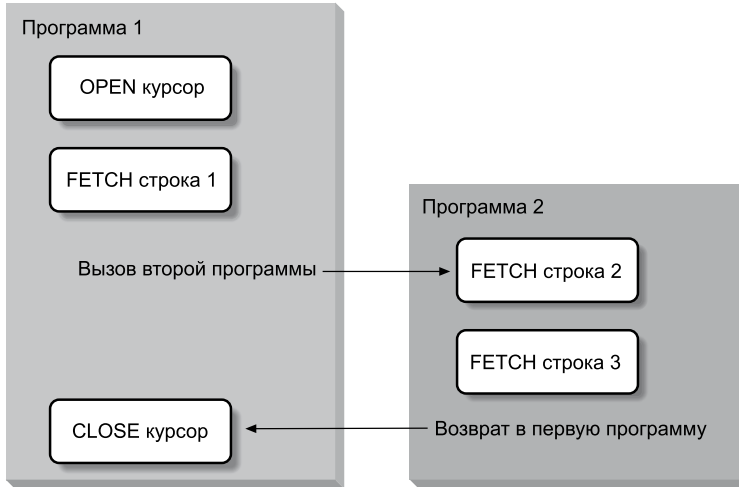 Программа 1
OPEN курсор
FETCH строка 1
Вызов второй программы
Программа 2
FETCH строка 2
FETCH строка 3
Возврат в первую программу
CLOSE курсор